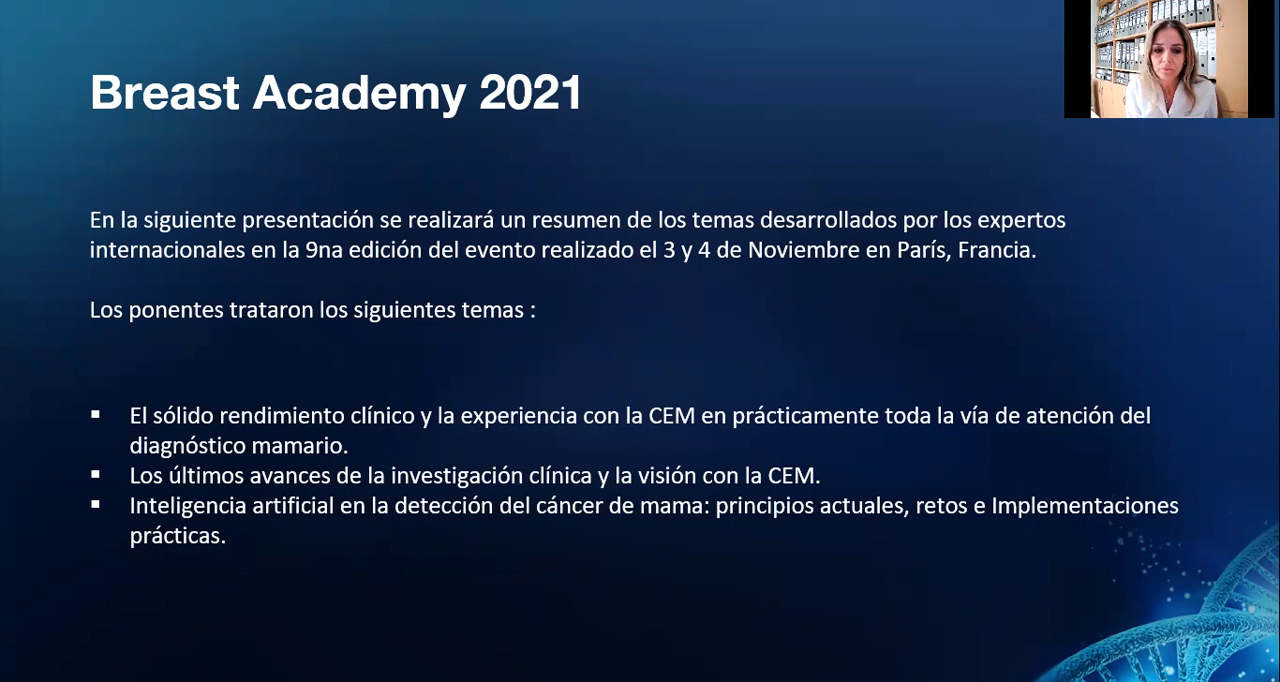 Breast Academy 2021
En la siguiente presentación se realizará un resumen de los temas desarrollados por los expertos
internacionales en la 9na edición del evento realizado el 3 y 4 de Noviembre en París, Francia.
Los ponentes trataron los siguientes temas :
▪ El sólido rendimiento clínico y la experiencia con la CEM en prácticamente toda la vía de atención del
diagnóstico mamario.
▪ Los últimos avances de la investigación clínica y la visión con la CEM.
▪ Inteligencia artificial en la detección del cáncer de mama: principios actuales, retos e Implementaciones
prácticas.